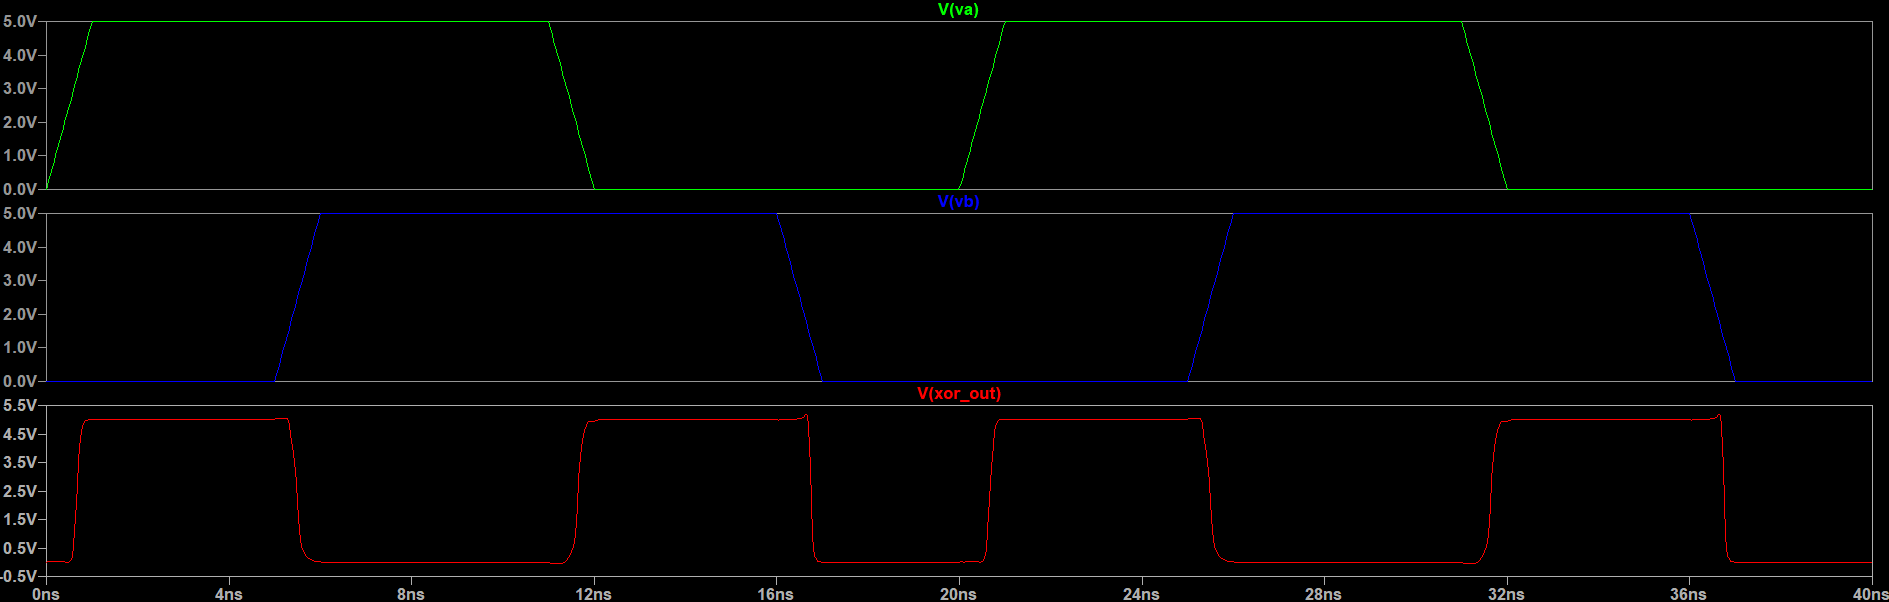 V(va)
5.0V
4.0V
3.0V
2.0V
1.0V
0.0V
V(vb)
5.0V
4.0V
3.0V
2.0V
1.0V
0.0V
V(xor_out)
5.5V
4.5V
3.5V
2.5V
1.5V
0.5V
-0.5V
0ns 4ns 8ns 12ns 16ns 20ns 24ns 28ns 32ns 36ns 40ns